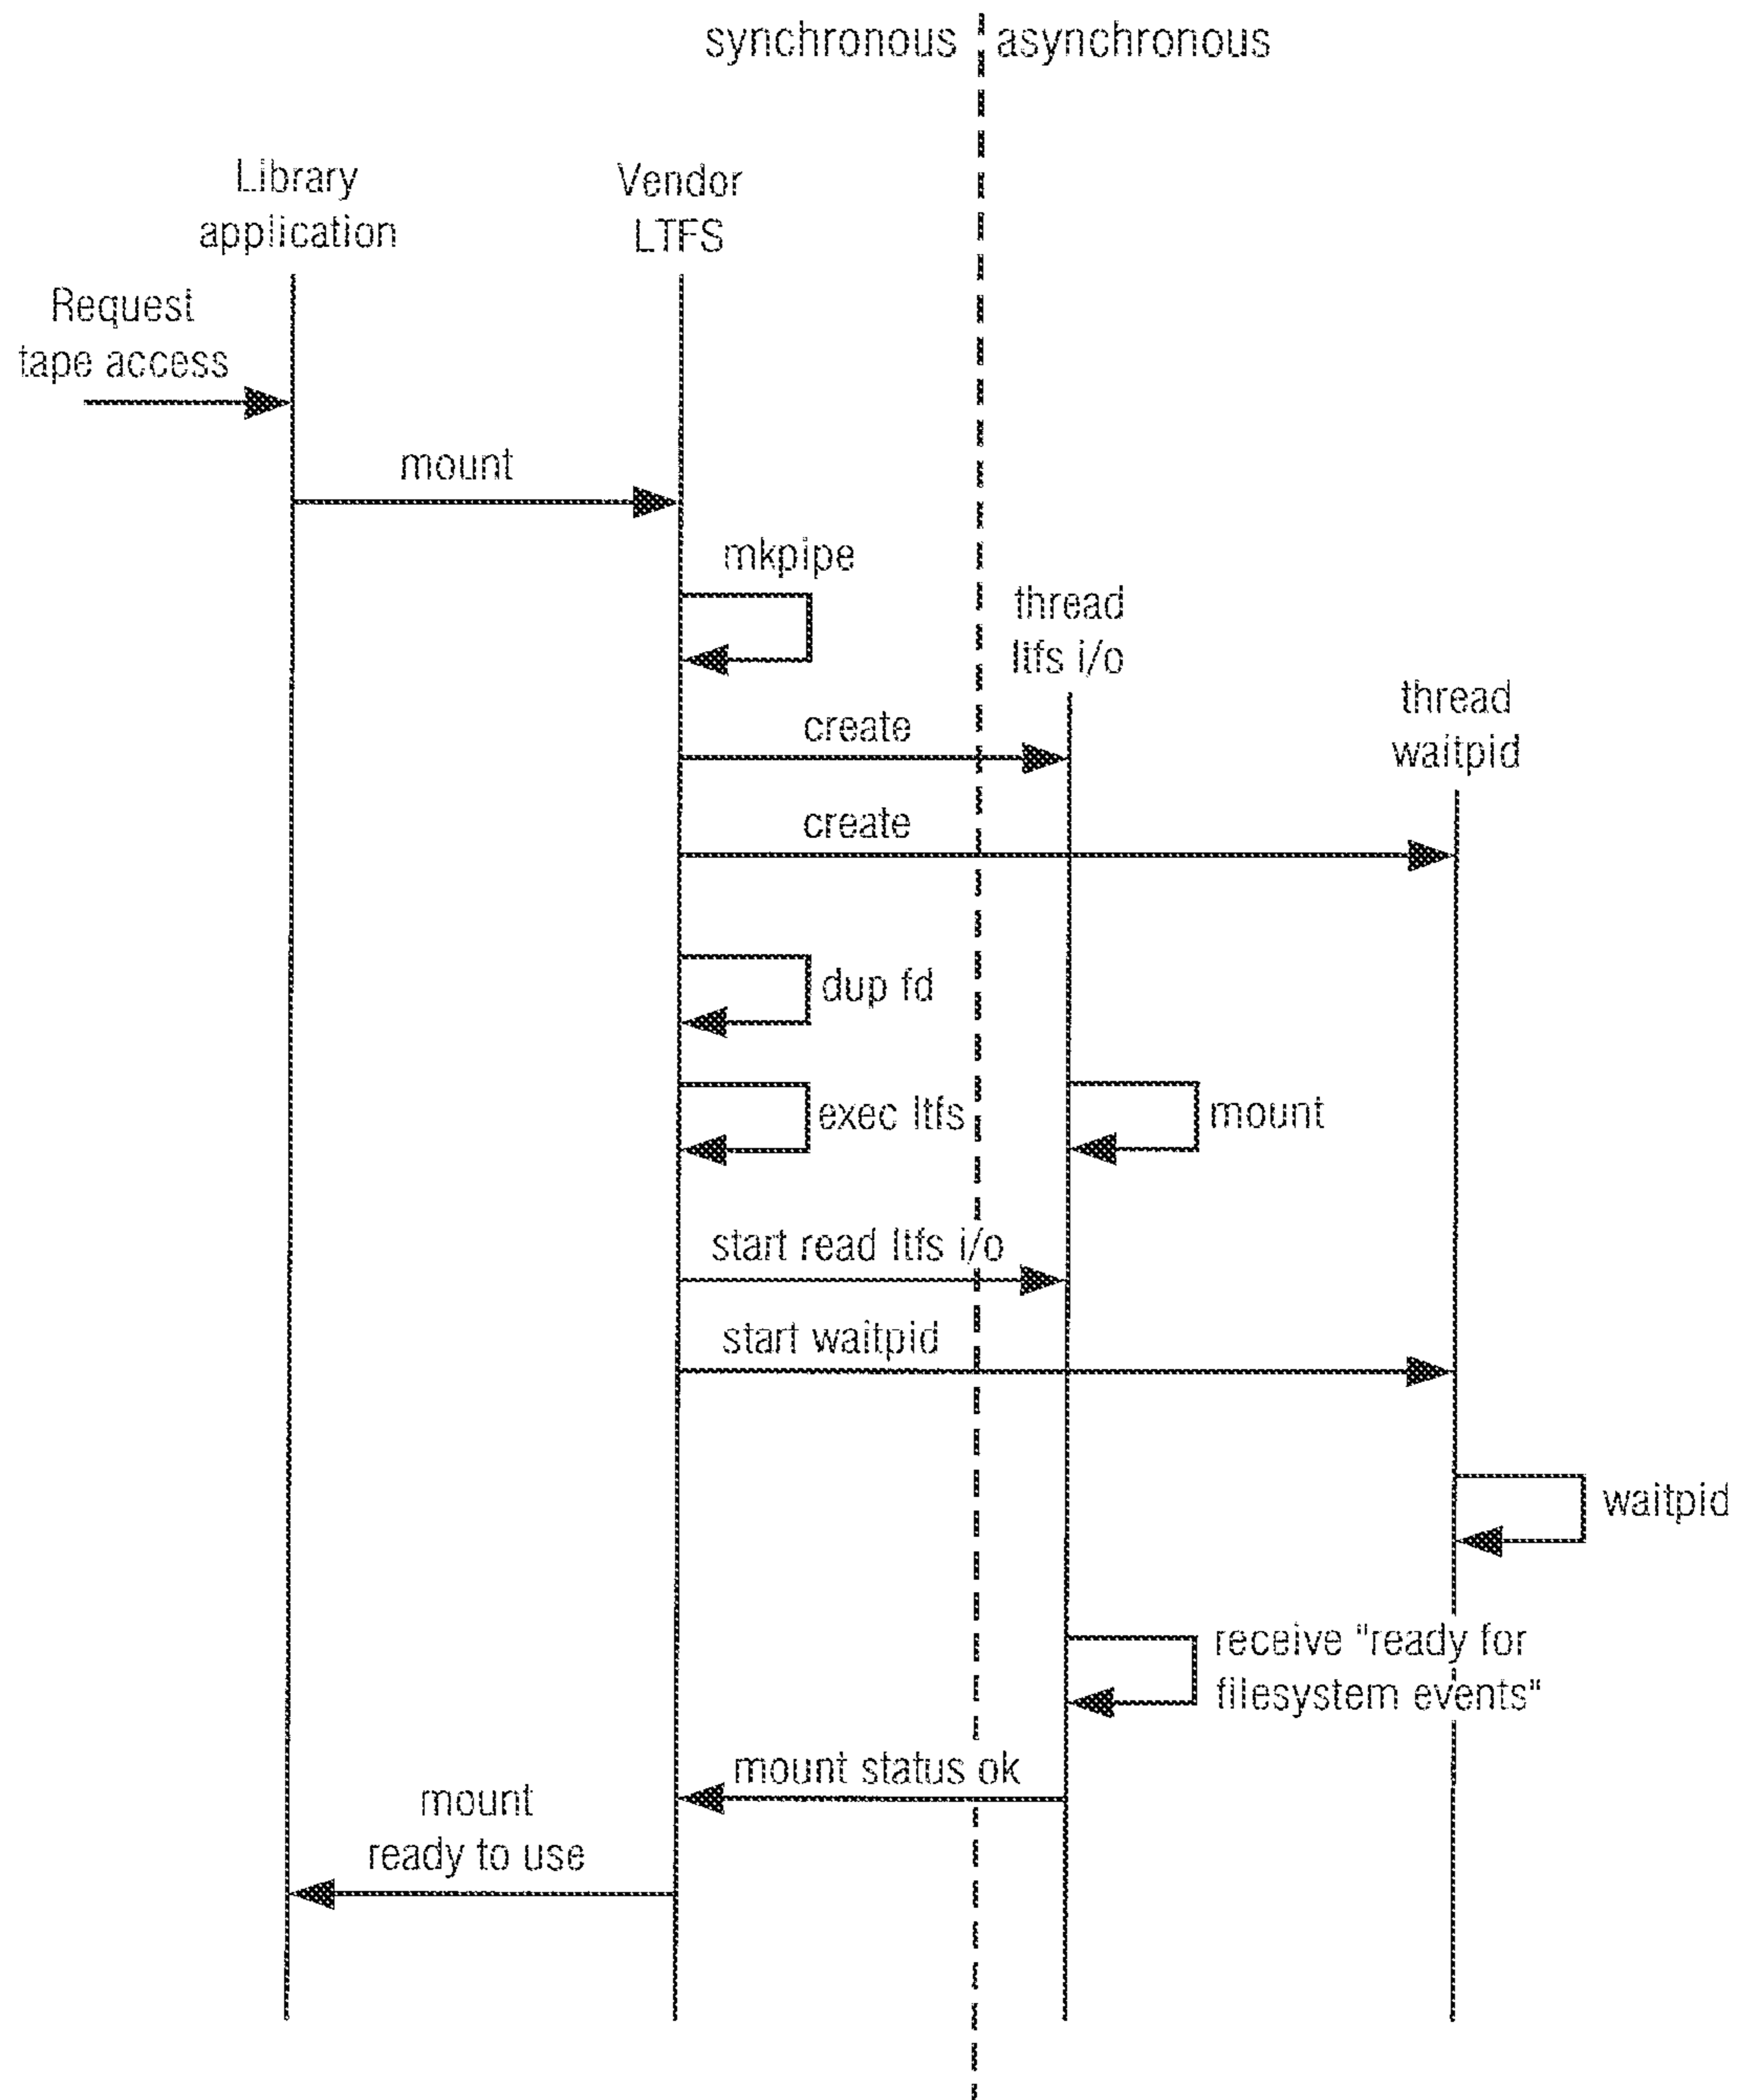 synchronous asynchronous
Library
application
Vendor
LTFS
Request
tape access
mount
mkpipe
thread
ltfs i/o
thread
waitpid
create
create
dup fd
exec ltfs
mount
start read ltfs i/o
start waitpid
waitpid
receive "ready for
filesystem events"
mount status ok
mount
ready to use